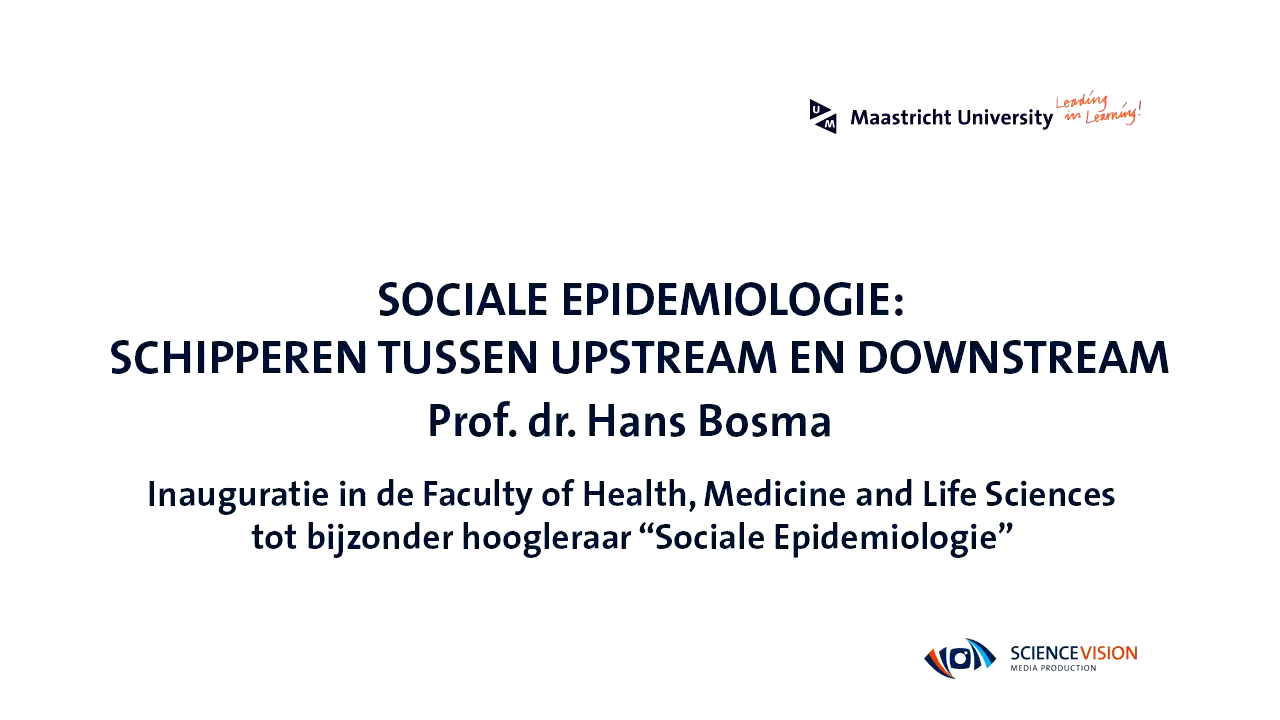 UM Maastricht University Leading in Learning!
SOCIALE EPIDEMIOLOGIE:
SCHIPPEREN TUSSEN UPSTREAM EN DOWNSTREAM
Prof. dr. Hans Bosma
Inauguratie in de Faculty of Health, Medicine and Life Sciences
tot bijzonder hoogleraar “Sociale Epidemiologie”
SCIENCEVISION
MEDIA PRODUCTION